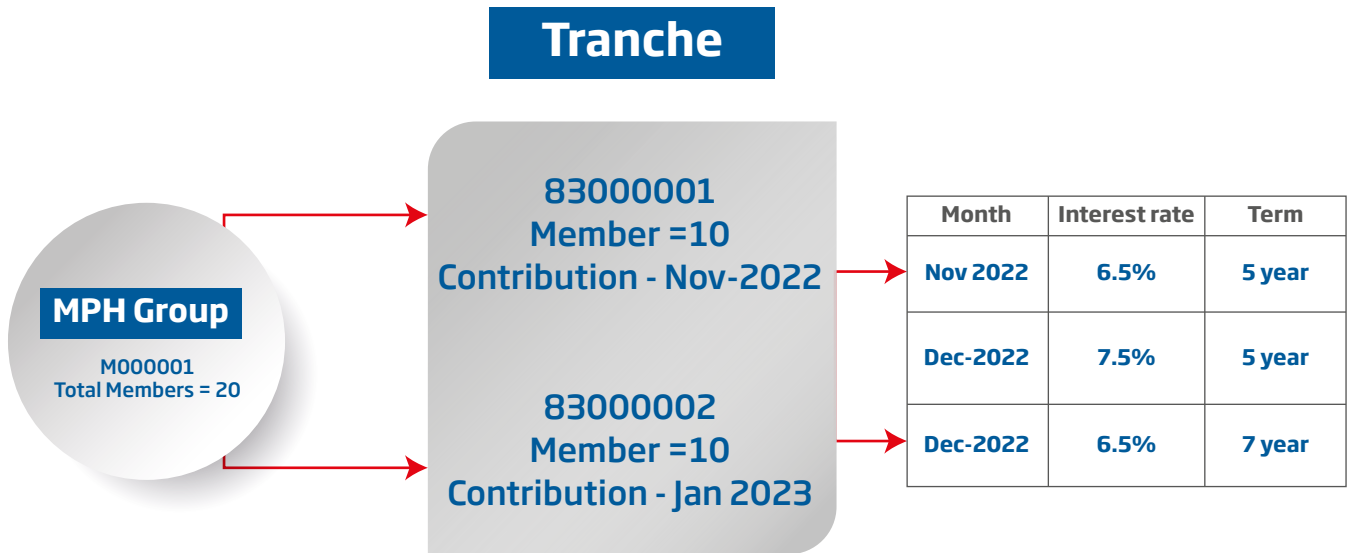 Tranche
MPH Group
M000001
Total Members = 20
83000001
Member =10
Contribution - Nov-2022
83000002
Member =10
Contribution - Jan 2023
Month Interest rate Term
Nov 2022 6.5% 5 year
Dec-2022 7.5% 5 year
Dec-2022 6.5% 7 year